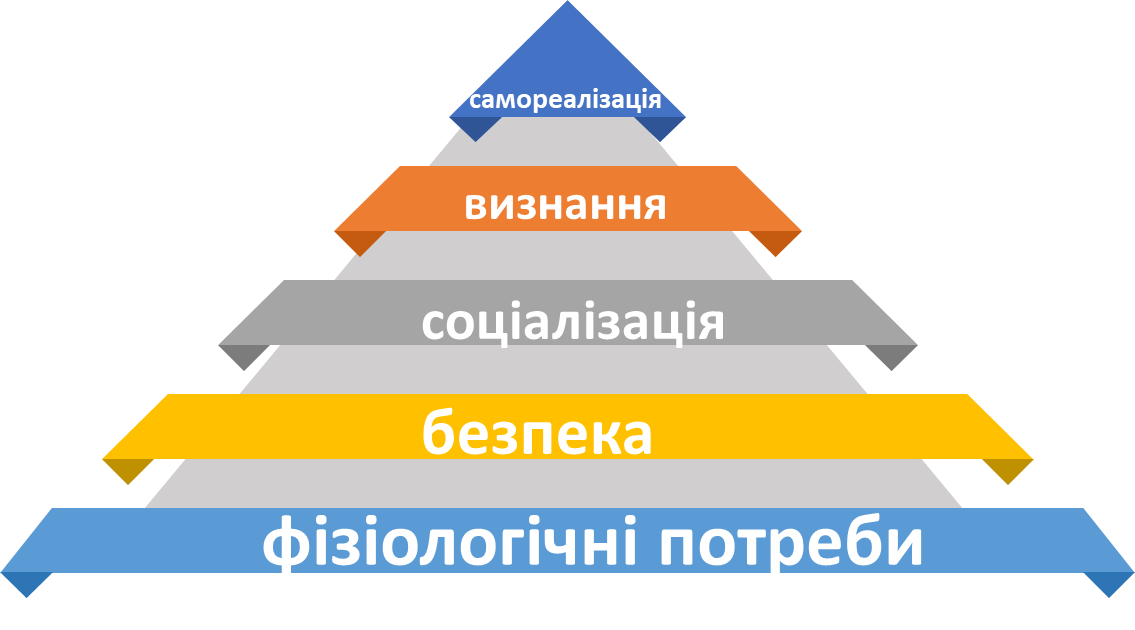 самореалізація
визнання
соціалізація
безпека
фізіологічні потреби